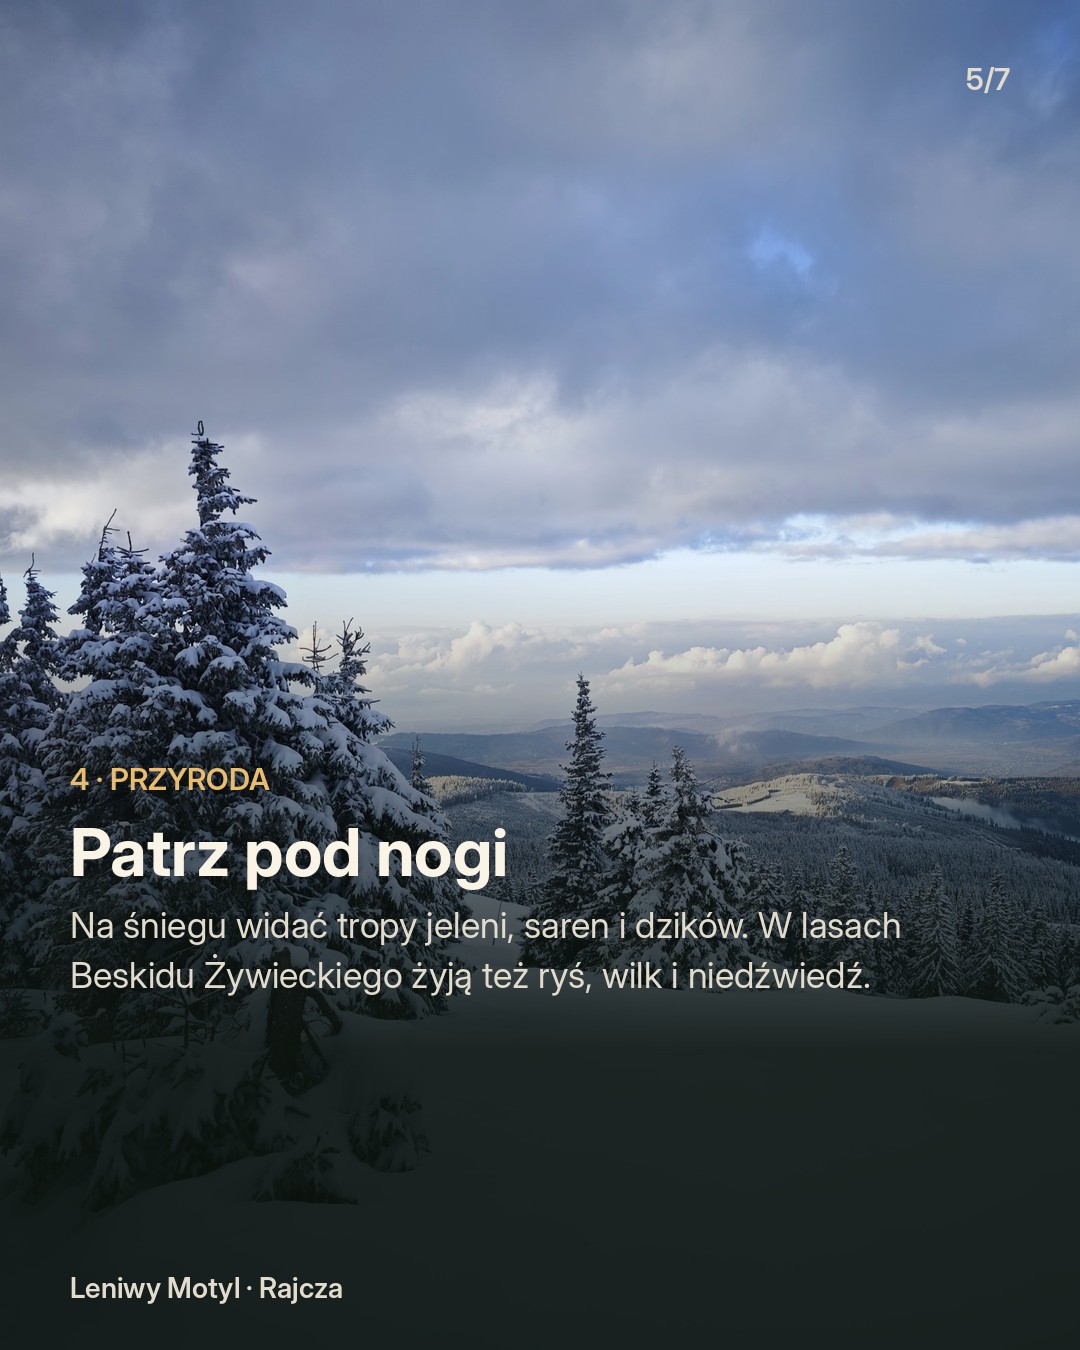 5/7
4 · PRZYRODA
Patrz pod nogi
Na śniegu widać tropy jeleni, saren i dzików. W lasach
Beskidu Żywieckiego żyją też ryś, wilk i niedźwiedź.
Leniwy Motyl · Rajcza